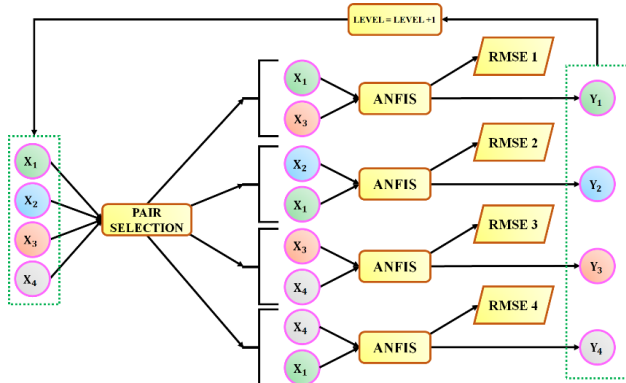 LEVEL = LEVEL +1
RMSE 1
X₁
X₃
ANFIS
Y₁
RMSE 2
X₁
X₂
X₃
X₄
PAIR
SELECTION
X₂
X₁
ANFIS
Y₂
RMSE 3
X₃
X₄
ANFIS
Y₃
RMSE 4
X₄
X₁
ANFIS
Y₄